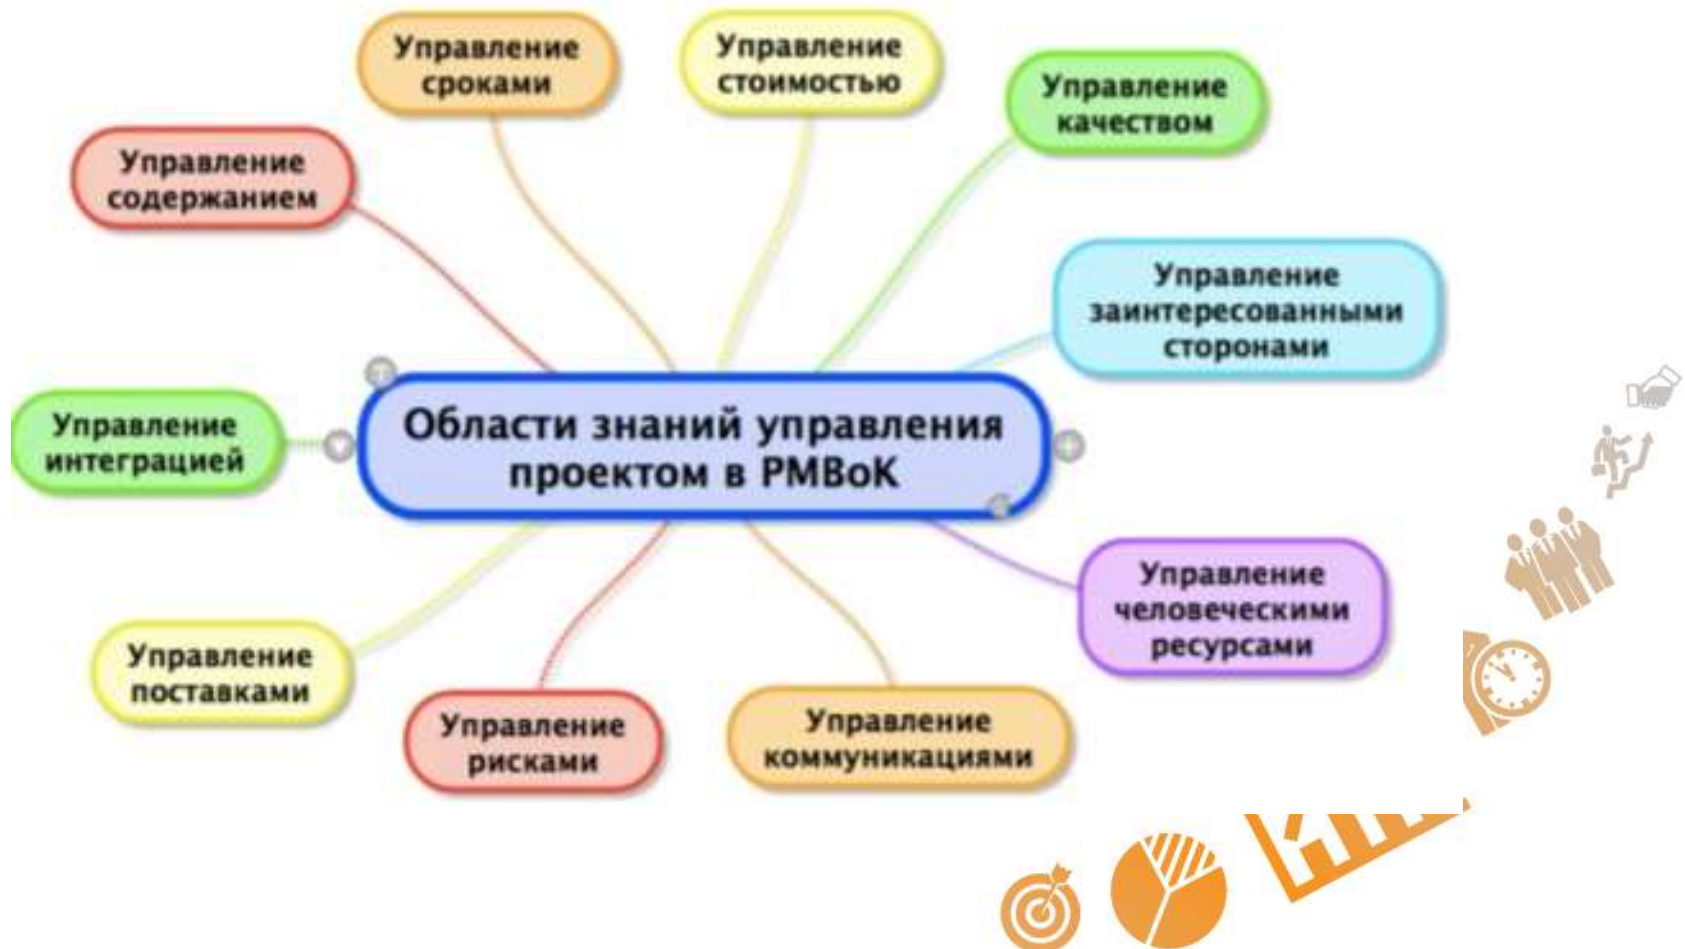 Управление
сроками
Управление
стоимостью
Управление
качеством
Управление
содержанием
Управление
заинтересованными
сторонами
Управление
интеграцией
Области знаний управления
проектом в PMBoK
Управление
человеческими
ресурсами
Управление
поставками
Управление
рисками
Управление
коммуникациями